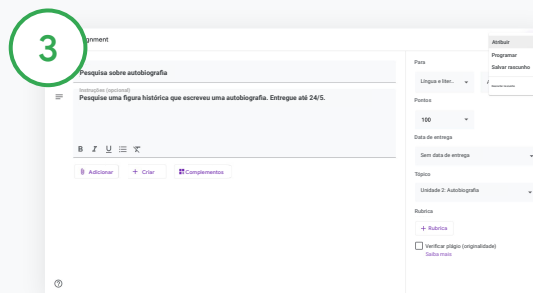 3
gnment
Atribuir
Programar
Salvar rascunho
Pesquisa sobre autobiografia
Instruções (opcional)
Pesquise uma figura histórica que escreveu uma autobiografia. Entregue até 24/5.
B I U
Adicionar
+ Criar
Complementos
Para
Língua e liter..
Pontos
100
Data de entrega
Sem data de entrega
Tópico
Unidade 2: Autobiografia
Rubrica
+ Rubrica
Verificar plágio (originalidade)
Saiba mais